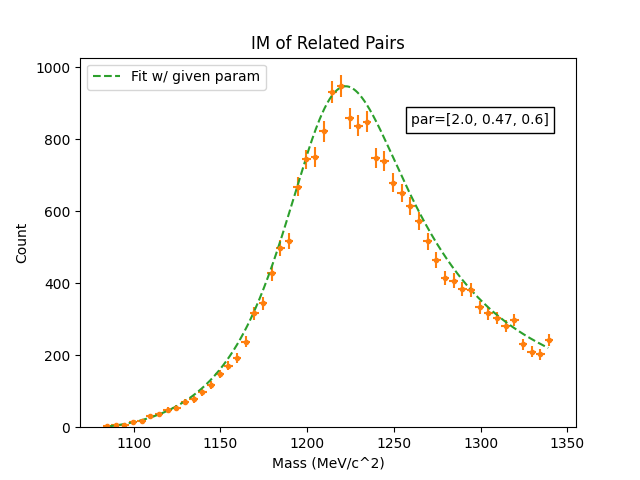 IM of Related Pairs
Fit w/ given param
par=[2.0, 0.47, 0.6]
Count
1000
800
600
400
200
0
1100 1150 1200 1250 1300 1350
Mass (MeV/c^2)